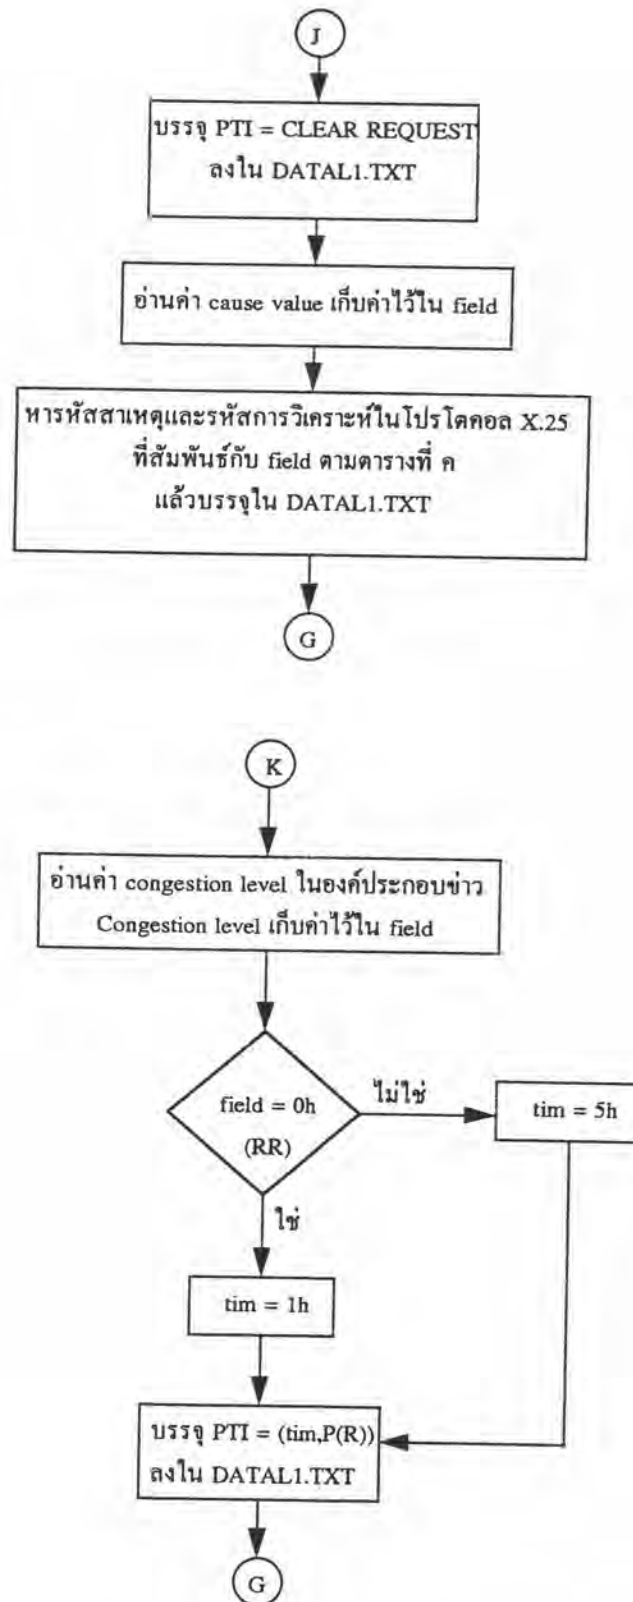 J
บรรจุ PTI = CLEAR REQUEST
ลงใน DATAL1.TXT
อ่านค่า cause value เก็บค่าไว้ใน field
หารหัสสาเหตุและรหัสการวิเคราะห์ในโปรโตคอล X.25
ที่สัมพันธ์กับ field ตามตารางที่ ค
แล้วบรรจุใน DATAL1.TXT
G
K
อ่านค่า congestion level ในองค์ประกอบข่าว
Congestion level เก็บค่าไว้ใน field
field = 0h
(RR)
ไม่ใช่
tim = 5h
ใช่
tim = 1h
บรรจุ PTI = (tim,P(R))
ลงใน DATAL1.TXT
G